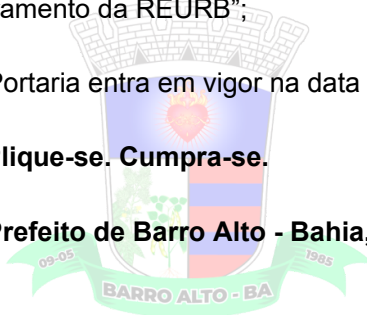 amento da REURB”;
Portaria entra em vigor na data
lique-se. Cumpra-se.
Prefeito de Barro Alto - Bahia,
09-05
1985
BARRO ALTO - BA